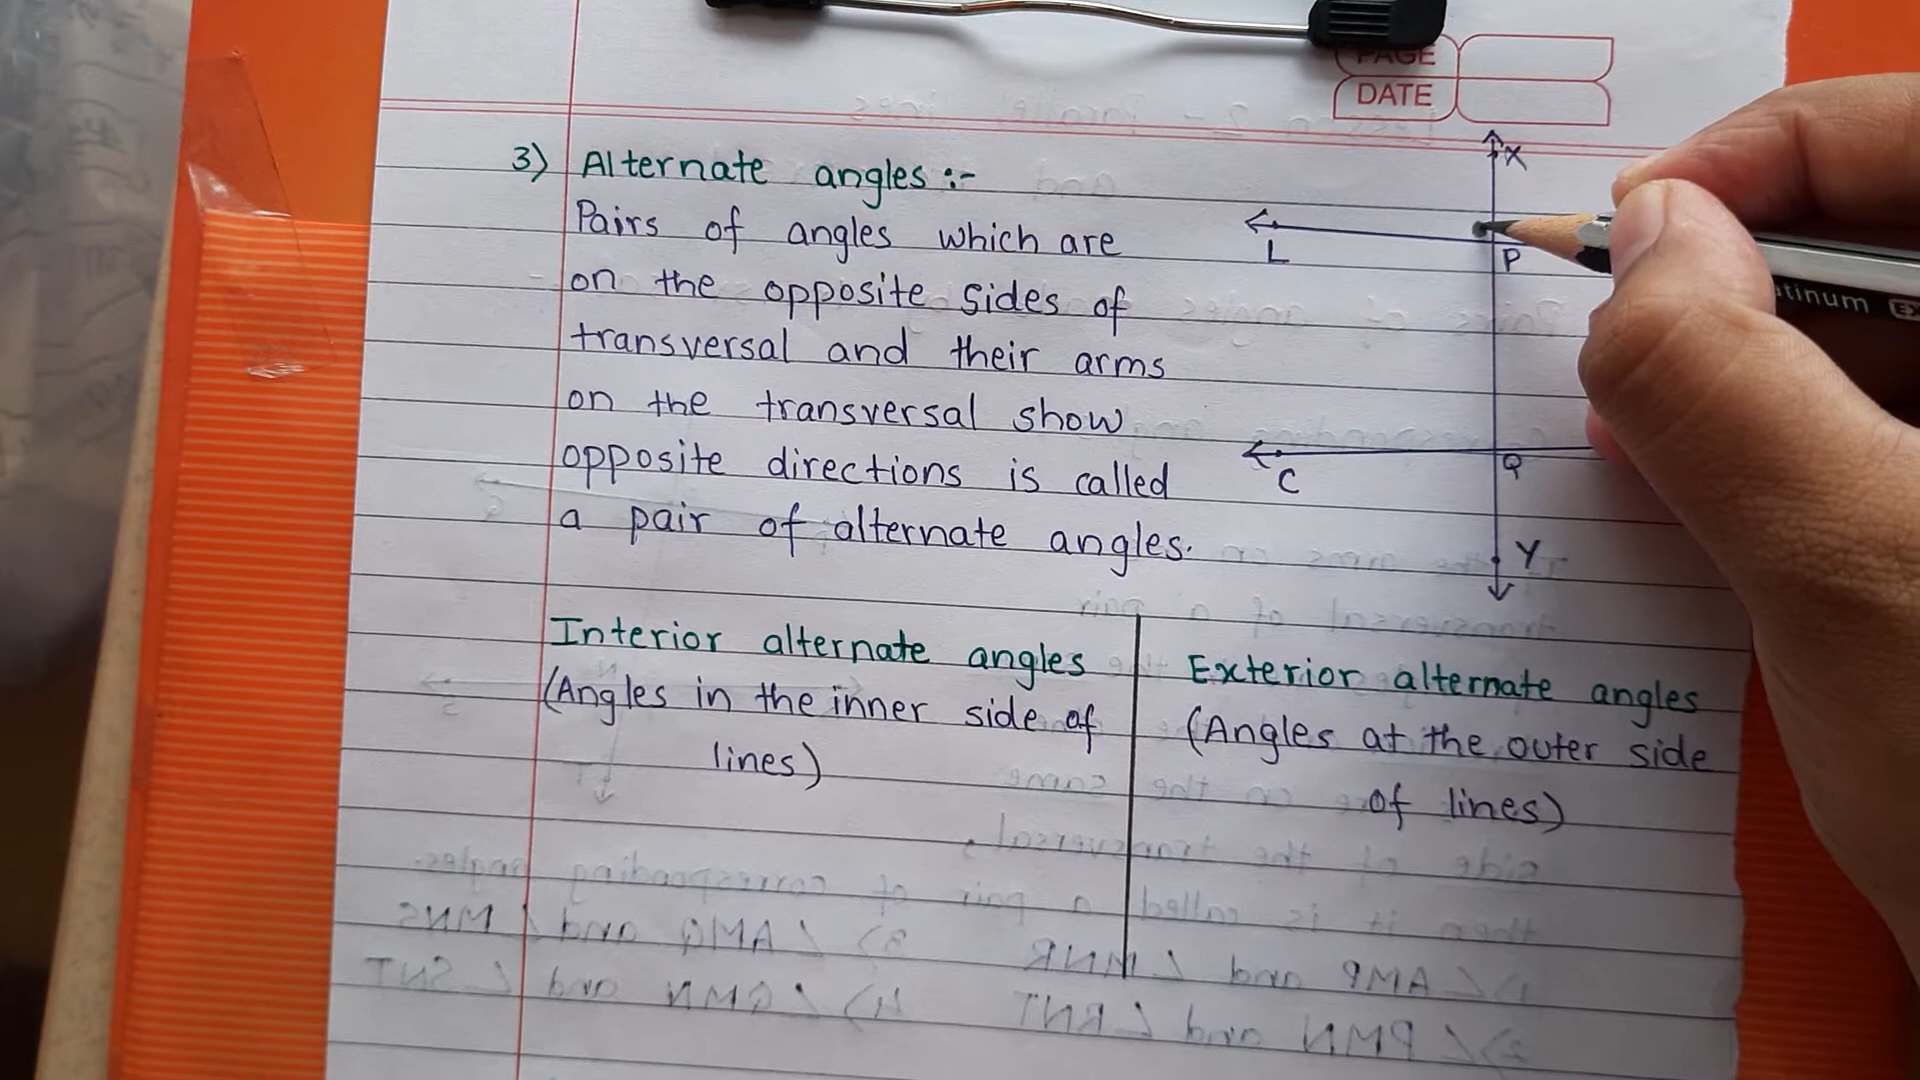 PAGE
DATE
3) Alternate angles :-
Pairs of angles which are
on the opposite sides of
transversal and their arms
on the transversal show
opposite directions is called
a pair of alternate angles.
X
L
P
C
Q
Y
tinum
Interior alternate angles
(Angles in the inner side of
lines)
Exterior alternate angles
(Angles at the outer side
of lines)